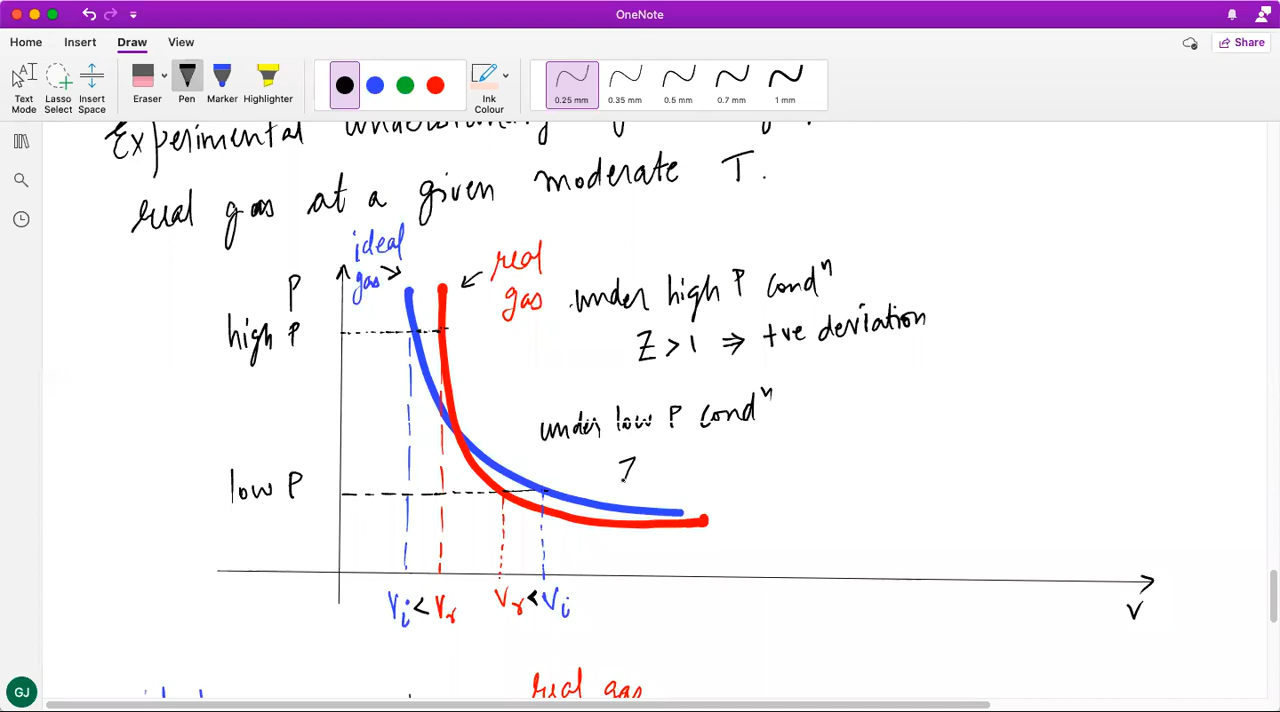 OneNote
Home Insert Draw View
Share
Text Mode
Lasso Select
Insert Space
Eraser
Pen
Marker
Highlighter
Ink Colour
0.25 mm
0.35 mm
0.5 mm
0.7 mm
1 mm
Experimental understanding
real gas at a given moderate T.
ideal gas
real gas
P
high P
under high P condⁿ
Z > 1 ⇒ +ve deviation
under low P condⁿ
low P
Vi < Vr
Vr < Vi
V
real gas
GJ